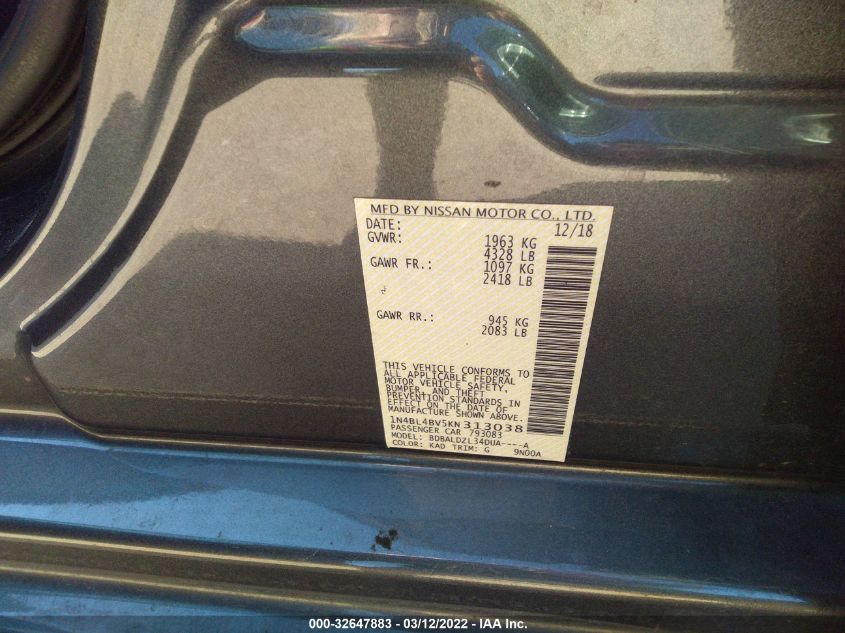 MFD BY NISSAN MOTOR CO., LTD.
DATE: 12/18
GVWR: 1963 KG
4328 LB
GAWR FR.: 1097 KG
2418 LB
GAWR RR.: 945 KG
2083 LB
THIS VEHICLE CONFORMS TO
ALL APPLICABLE FEDERAL
MOTOR VEHICLE SAFETY,
BUMPER, AND THEFT
PREVENTION STANDARDS IN
EFFECT ON THE DATE OF
MANUFACTURE SHOWN ABOVE.
1N4BL4BV5KN313038
PASSENGER CAR 793083
MODEL: BDBALDZL34DUA----A
COLOR: KAD TRIM: G 9N00A
000-32647883 - 03/12/2022 - IAA Inc.